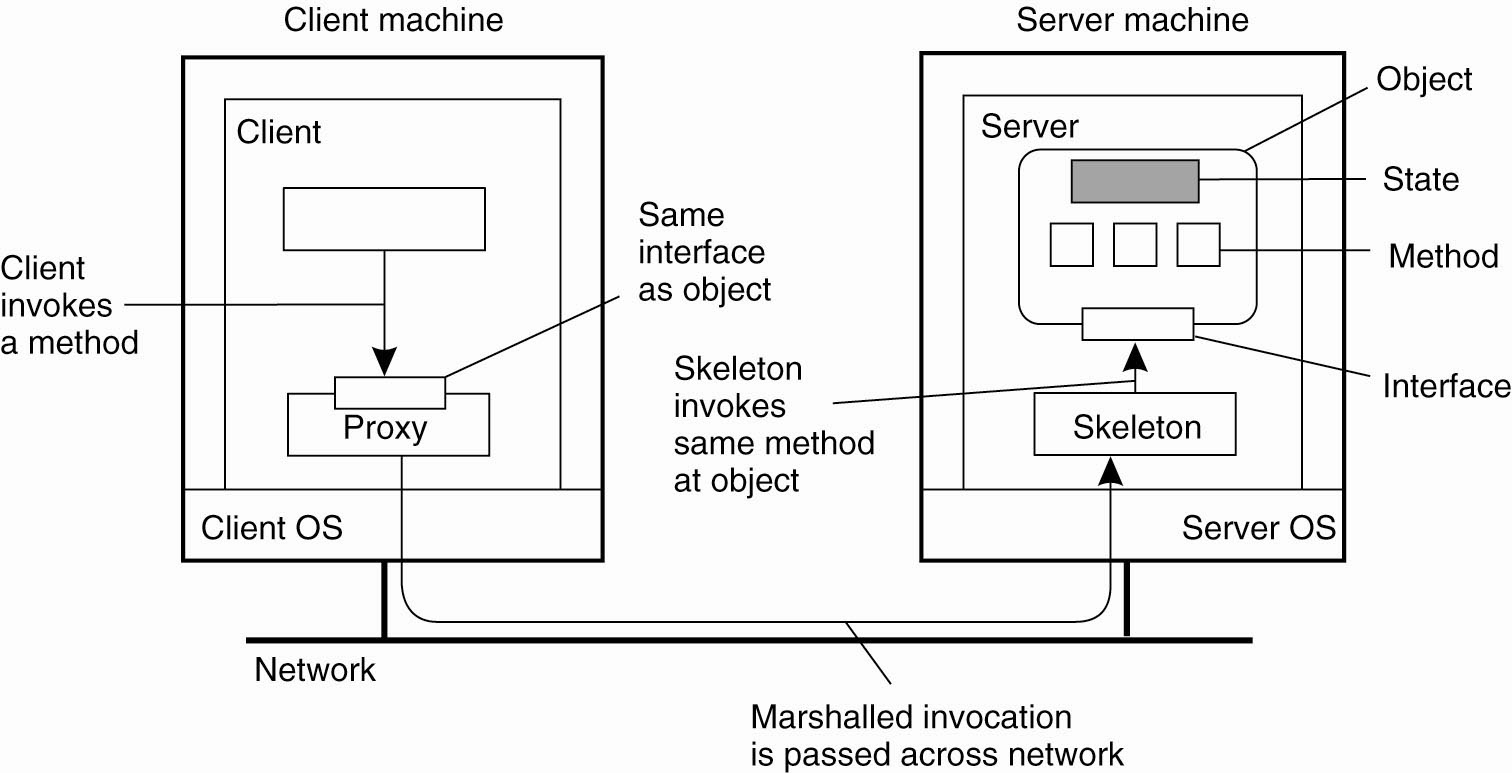 Client machine
Server machine
Object
Client
Server
State
Same
interface
as object
Method
Client
invokes
a method
Skeleton
invokes
same method
at object
Interface
Proxy
Skeleton
Client OS
Server OS
Network
Marshalled invocation
is passed across network